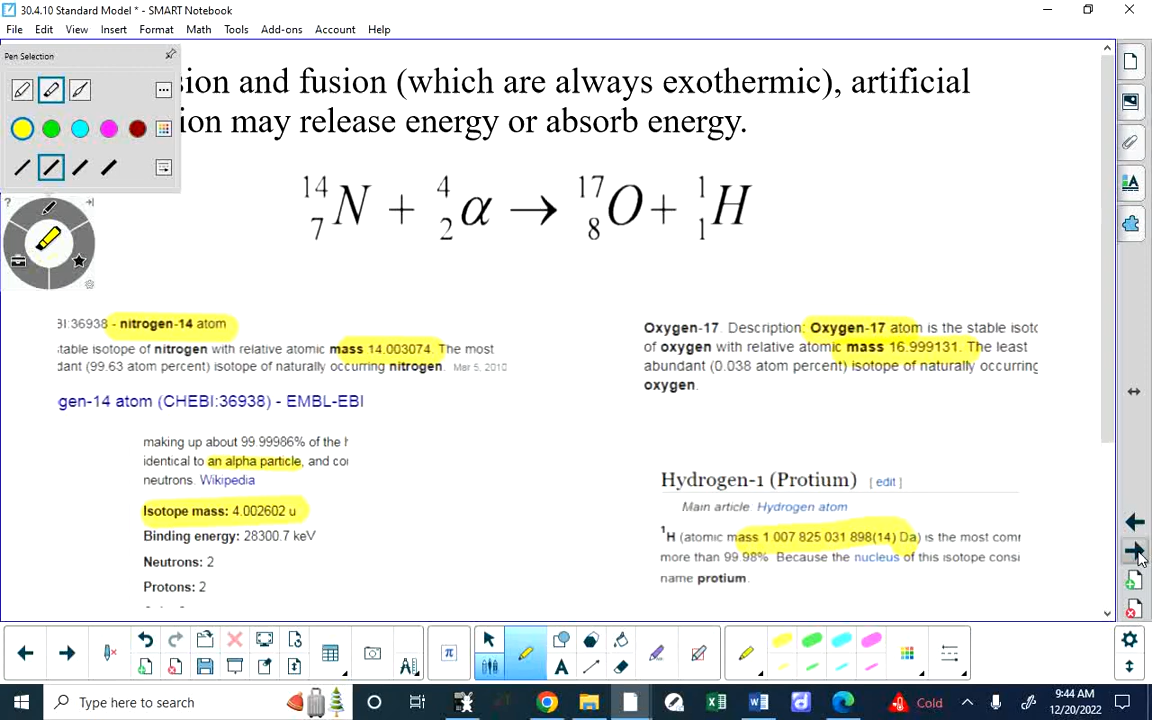 30.4.10 Standard Model * - SMART Notebook
File Edit View Insert Format Math Tools Add-ons Account Help
Pen Selection
sion and fusion (which are always exothermic), artificial
ion may release energy or absorb energy.
14 7 N + 4 2 α → 17 8 O + 1 1 H
BI:36938 - nitrogen-14 atom
table isotope of nitrogen with relative atomic mass 14.003074. The most
dant (99.63 atom percent) isotope of naturally occurring nitrogen. Mar 5, 2010
gen-14 atom (CHEBI:36938) - EMBL-EBI
making up about 99.99986% of the h
identical to an alpha particle, and cor
neutrons. Wikipedia
Isotope mass: 4.002602 u
Binding energy: 28300.7 keV
Neutrons: 2
Protons: 2
Oxygen-17. Description: Oxygen-17 atom is the stable isoto
of oxygen with relative atomic mass 16.999131. The least
abundant (0.038 atom percent) isotope of naturally occurring
oxygen.
Hydrogen-1 (Protium) [ edit ]
Main article: Hydrogen atom
1H (atomic mass 1.007 825 031 898(14) Da) is the most comm
more than 99.98%. Because the nucleus of this isotope consi
name protium.
Type here to search
Cold
9:44 AM
12/20/2022